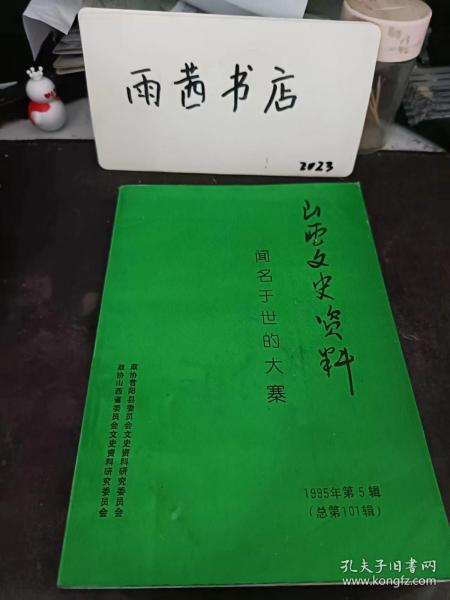 雨茜书店
2023
山西文史资料
闻名于世的大寨
政协昔阳县委员会文史资料研究委员会
政协山西省委员会文史资料研究委员会
1995年第5辑
(总第101辑)
孔夫子旧书网
www.kongfz.com